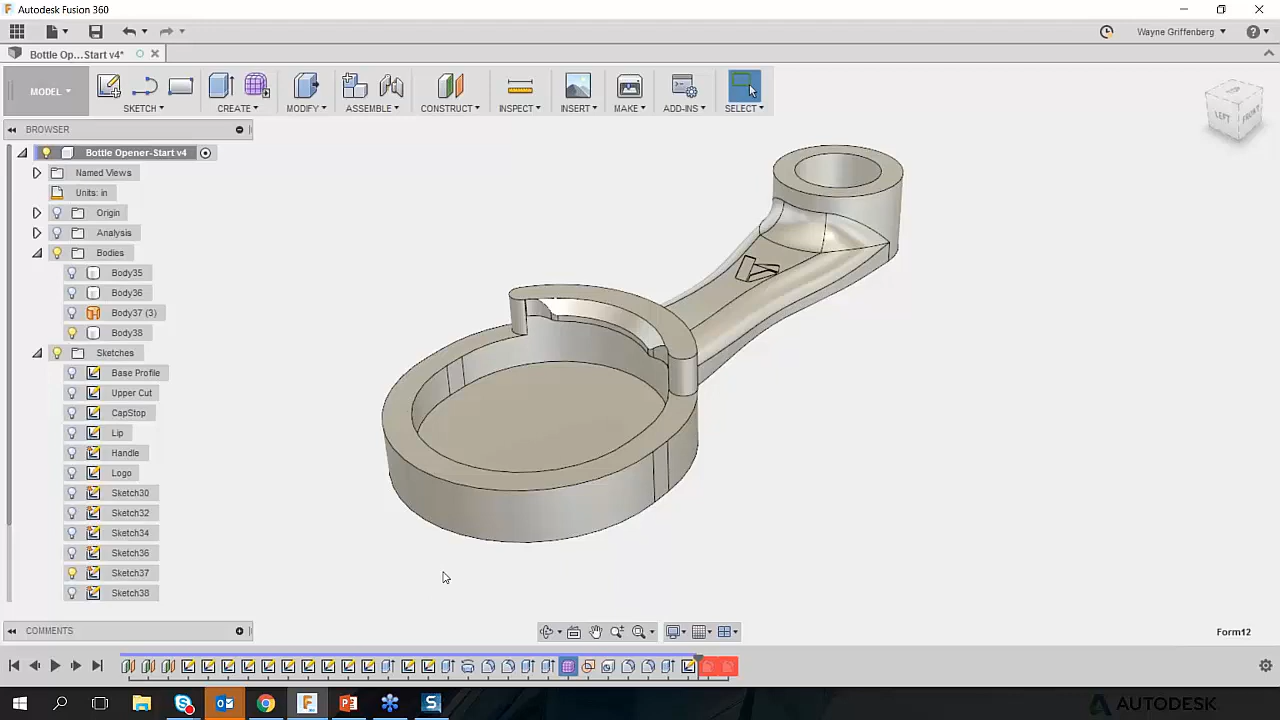 Autodesk Fusion 360
Wayne Griffenberg
Bottle Op...Start v4*
MODEL
SKETCH
CREATE
MODIFY
ASSEMBLE
CONSTRUCT
INSPECT
INSERT
MAKE
ADD-INS
SELECT
BROWSER
LEFT
FRONT
Bottle Opener-Start v4
Named Views
Units: in
Origin
Analysis
Bodies
Body35
Body36
Body37 (3)
Body38
Sketches
Base Profile
Upper Cut
CapStop
Lip
Handle
Logo
Sketch30
Sketch32
Sketch34
Sketch36
Sketch37
Sketch38
COMMENTS
Form12
AUTODESK